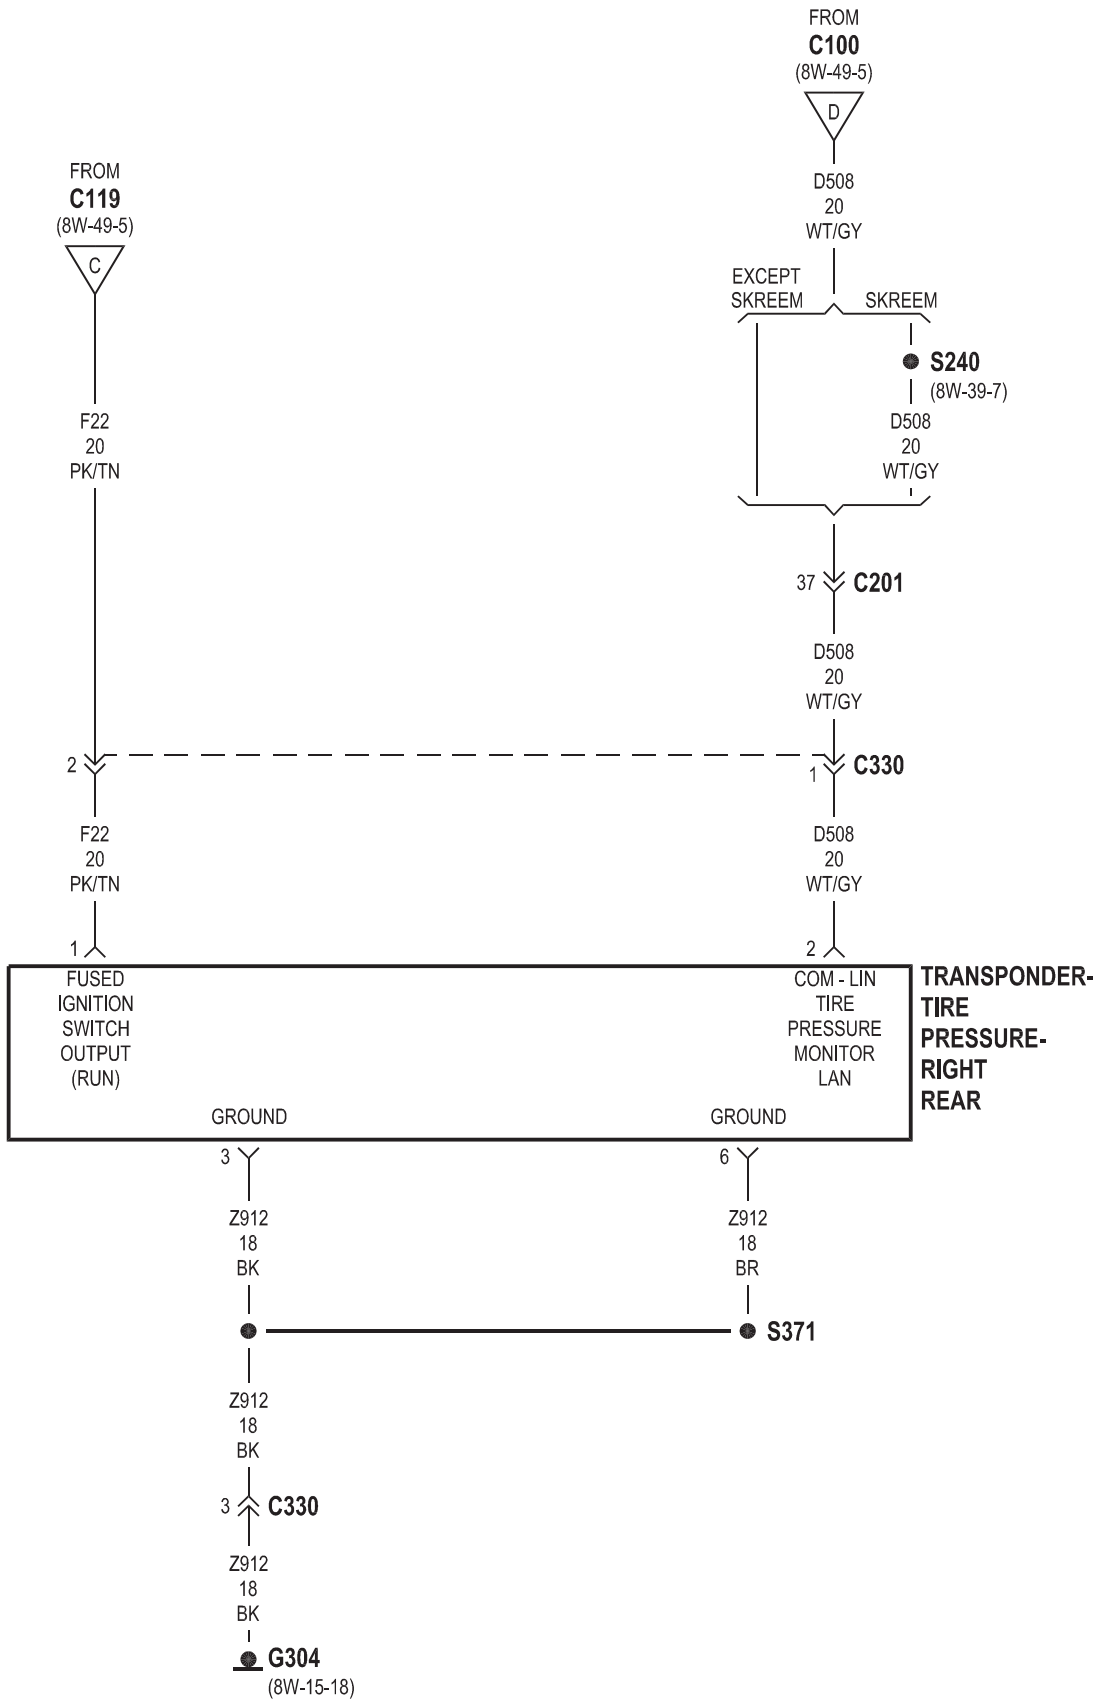 FROM
C100
(8W-49-5)
D
D508
20
WT/GY
FROM
C119
(8W-49-5)
C
EXCEPT
SKREEM
SKREEM
S240
(8W-39-7)
F22
20
PK/TN
D508
20
WT/GY
37
C201
D508
20
WT/GY
2
1
C330
F22
20
PK/TN
D508
20
WT/GY
1
2
FUSED
IGNITION
SWITCH
OUTPUT
(RUN)
COM - LIN
TIRE
PRESSURE
MONITOR
LAN
TRANSPONDER-
TIRE
PRESSURE-
RIGHT
REAR
GROUND
GROUND
3
6
Z912
18
BK
Z912
18
BR
S371
Z912
18
BK
3
C330
Z912
18
BK
G304
(8W-15-18)